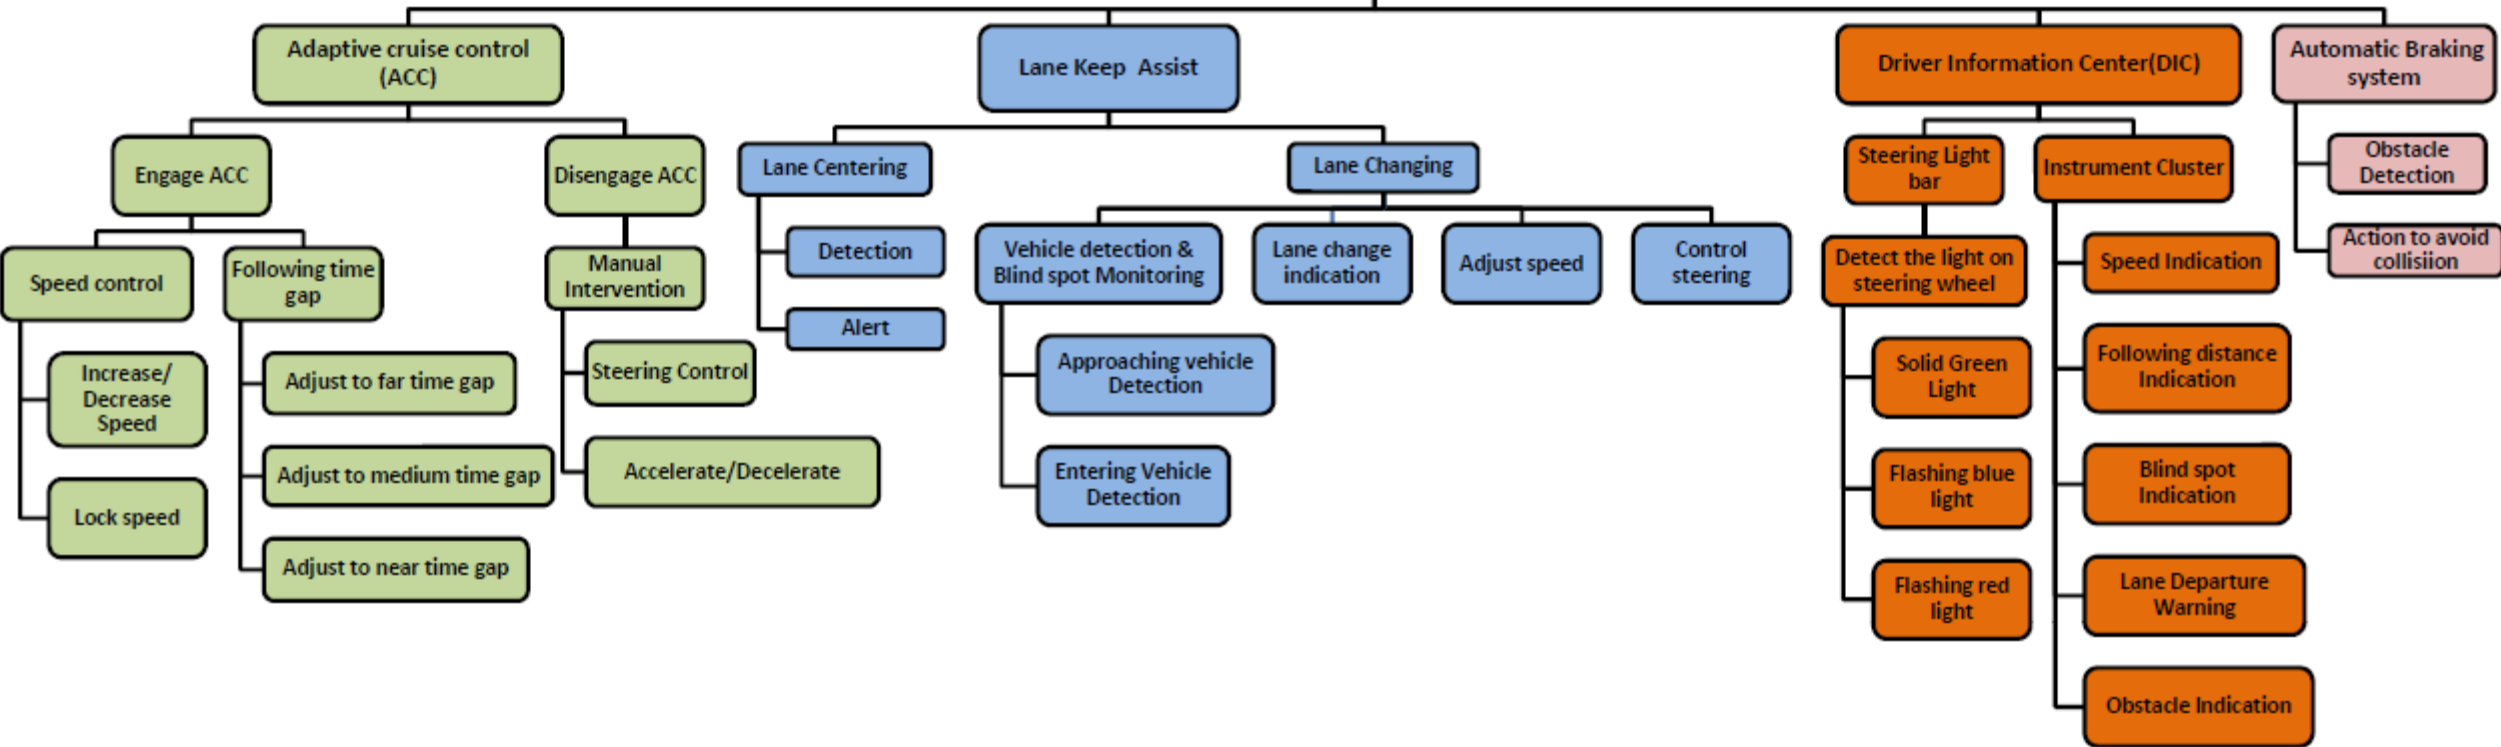 Adaptive cruise control
(ACC)
Lane Keep Assist
Driver Information Center(DIC)
Automatic Braking
system
Engage ACC
Disengage ACC
Lane Centering
Lane Changing
Steering Light
bar
Instrument Cluster
Obstacle
Detection
Action to avoid
collisiion
Speed control
Following time
gap
Manual
Intervention
Detection
Alert
Vehicle detection &
Blind spot Monitoring
Lane change
indication
Adjust speed
Control
steering
Detect the light on
steering wheel
Speed Indication
Increase/
Decrease
Speed
Lock speed
Adjust to far time gap
Adjust to medium time gap
Adjust to near time gap
Steering Control
Accelerate/Decelerate
Approaching vehicle
Detection
Entering Vehicle
Detection
Solid Green
Light
Flashing blue
light
Flashing red
light
Following distance
Indication
Blind spot
Indication
Lane Departure
Warning
Obstacle Indication